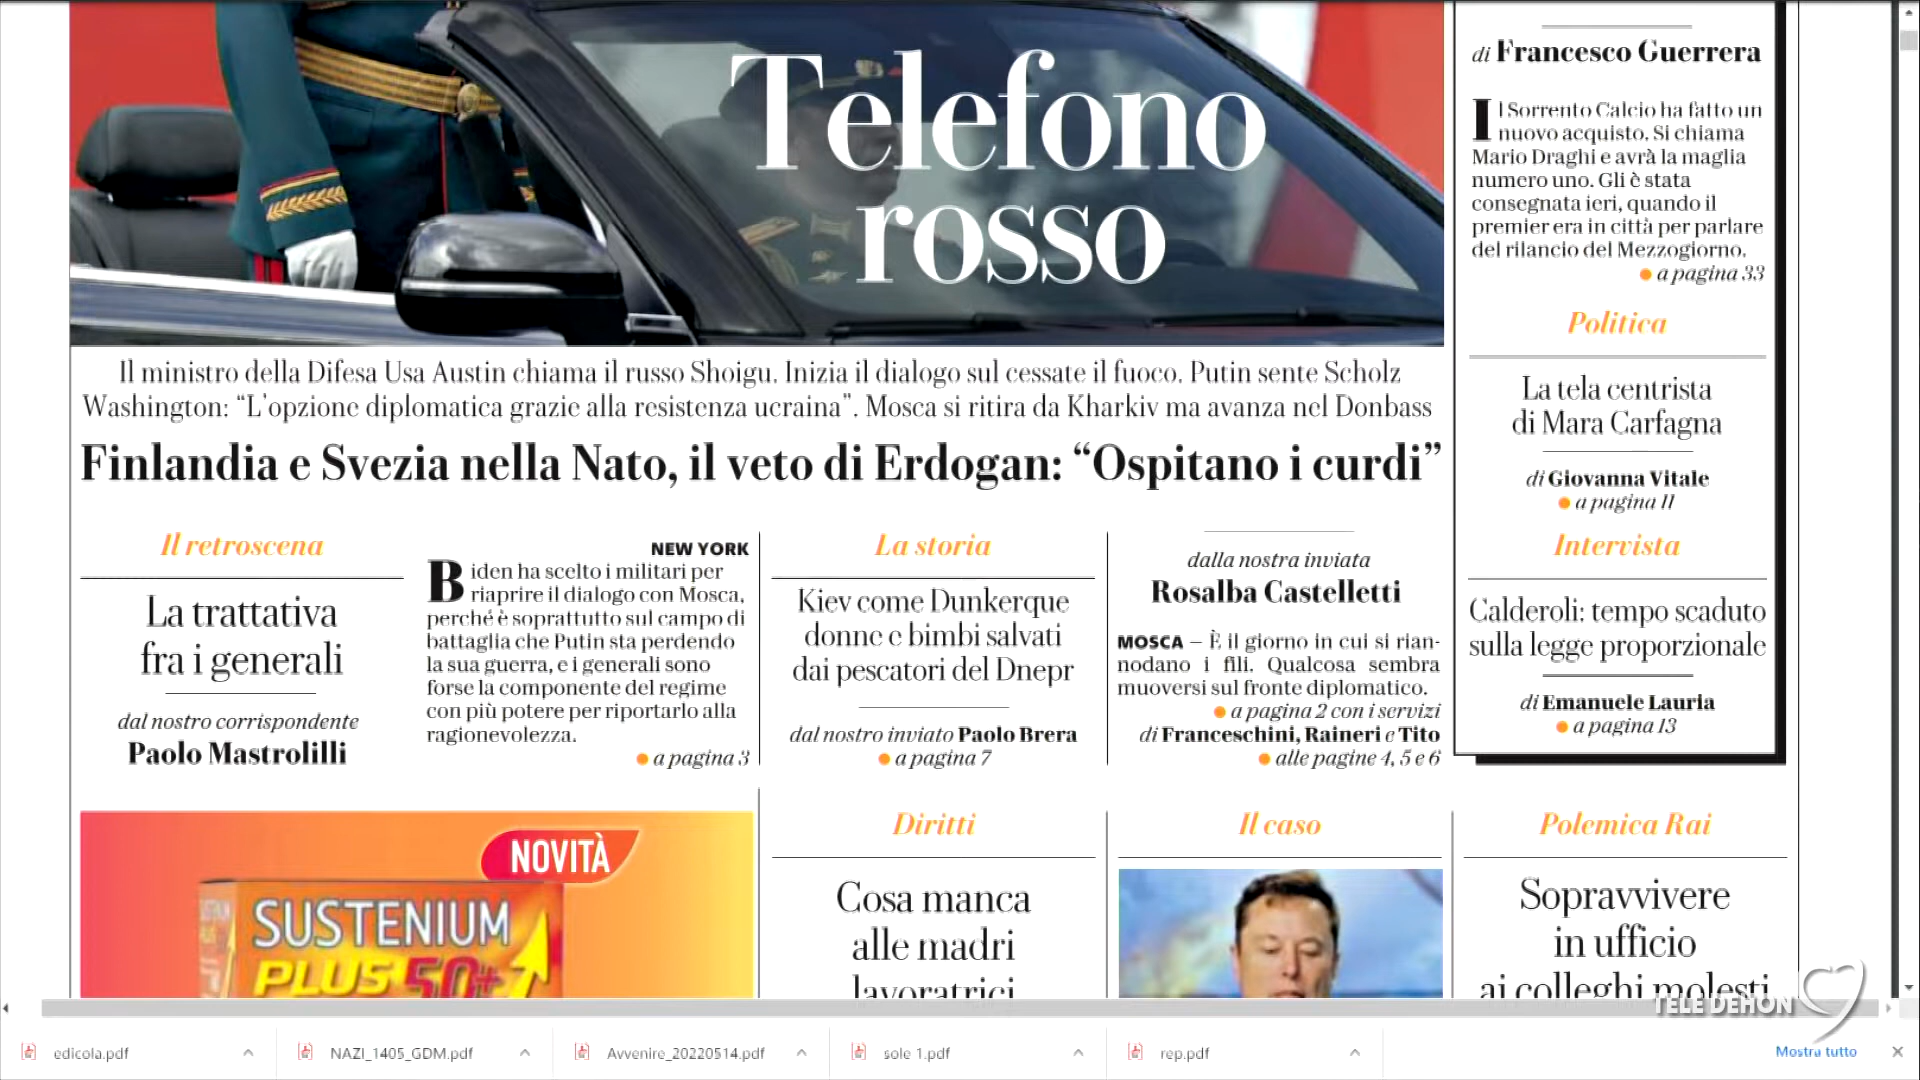 Telefono
rosso
Il ministro della Difesa Usa Austin chiama il russo Shoigu. Inizia il dialogo sul cessate il fuoco. Putin sente Scholz
Washington: “L’opzione diplomatica grazie alla resistenza ucraina”. Mosca si ritira da Kharkiv ma avanza nel Donbass
Finlandia e Svezia nella Nato, il veto di Erdogan: “Ospitano i curdi”
Il retroscena
La trattativa
fra i generali
dal nostro corrispondente
Paolo Mastrolilli
NEW YORK
Biden ha scelto i militari per
riaprire il dialogo con Mosca,
perché è soprattutto sul campo di
battaglia che Putin sta perdendo
la sua guerra, e i generali sono
forse la componente del regime
con più potere per riportarlo alla
ragionevolezza.
a pagina 3
La storia
Kiev come Dunkerque
donne e bimbi salvati
dai pescatori del Dnepr
dal nostro inviato Paolo Brera
a pagina 7
dalla nostra inviata
Rosalba Castelletti
MOSCA – È il giorno in cui si rian-
nodano i fili. Qualcosa sembra
muoversi sul fronte diplomatico.
a pagina 2 con i servizi
di Franceschini, Raineri e Tito
alle pagine 4, 5 e 6
di Francesco Guerrera
Il Sorrento Calcio ha fatto un
nuovo acquisto. Si chiama
Mario Draghi e avrà la maglia
numero uno. Gli è stata
consegnata ieri, quando il
premier era in città per parlare
del rilancio del Mezzogiorno.
a pagina 33
Politica
La tela centrista
di Mara Carfagna
di Giovanna Vitale
a pagina 11
Intervista
Calderoli: tempo scaduto
sulla legge proporzionale
di Emanuele Lauria
a pagina 13
NOVITÀ
SUSTENIUM
PLUS 50+
Diritti
Cosa manca
alle madri
lavoratrici
Il caso
Polemica Rai
Sopravvivere
in ufficio
ai colleghi molesti
TELE DEHON
edicola.pdf
NAZI_1405_GDM.pdf
Avvenire_20220514.pdf
sole 1.pdf
rep.pdf
Mostra tutto